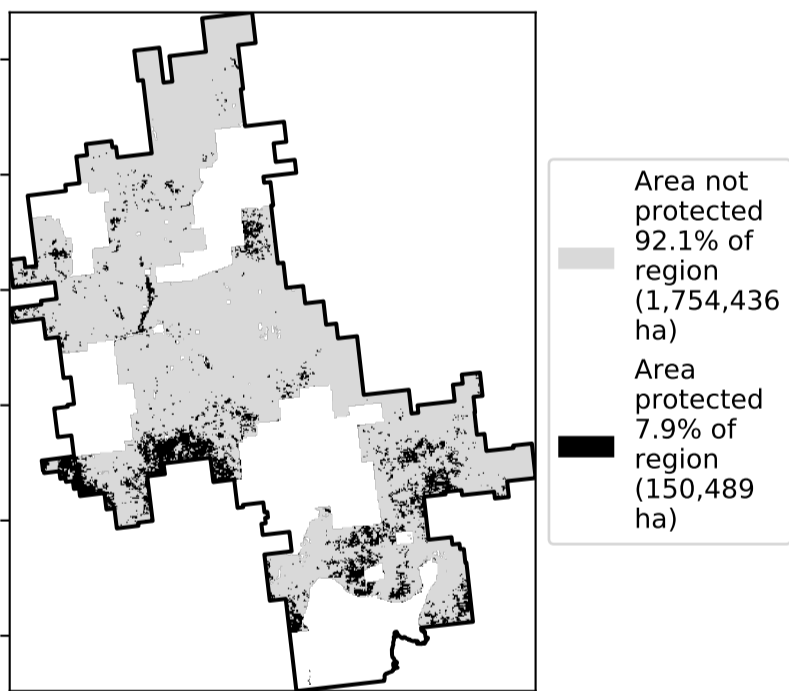 Area not
protected
92.1% of
region
(1,754,436
ha)
Area
protected
7.9% of
region
(150,489
ha)